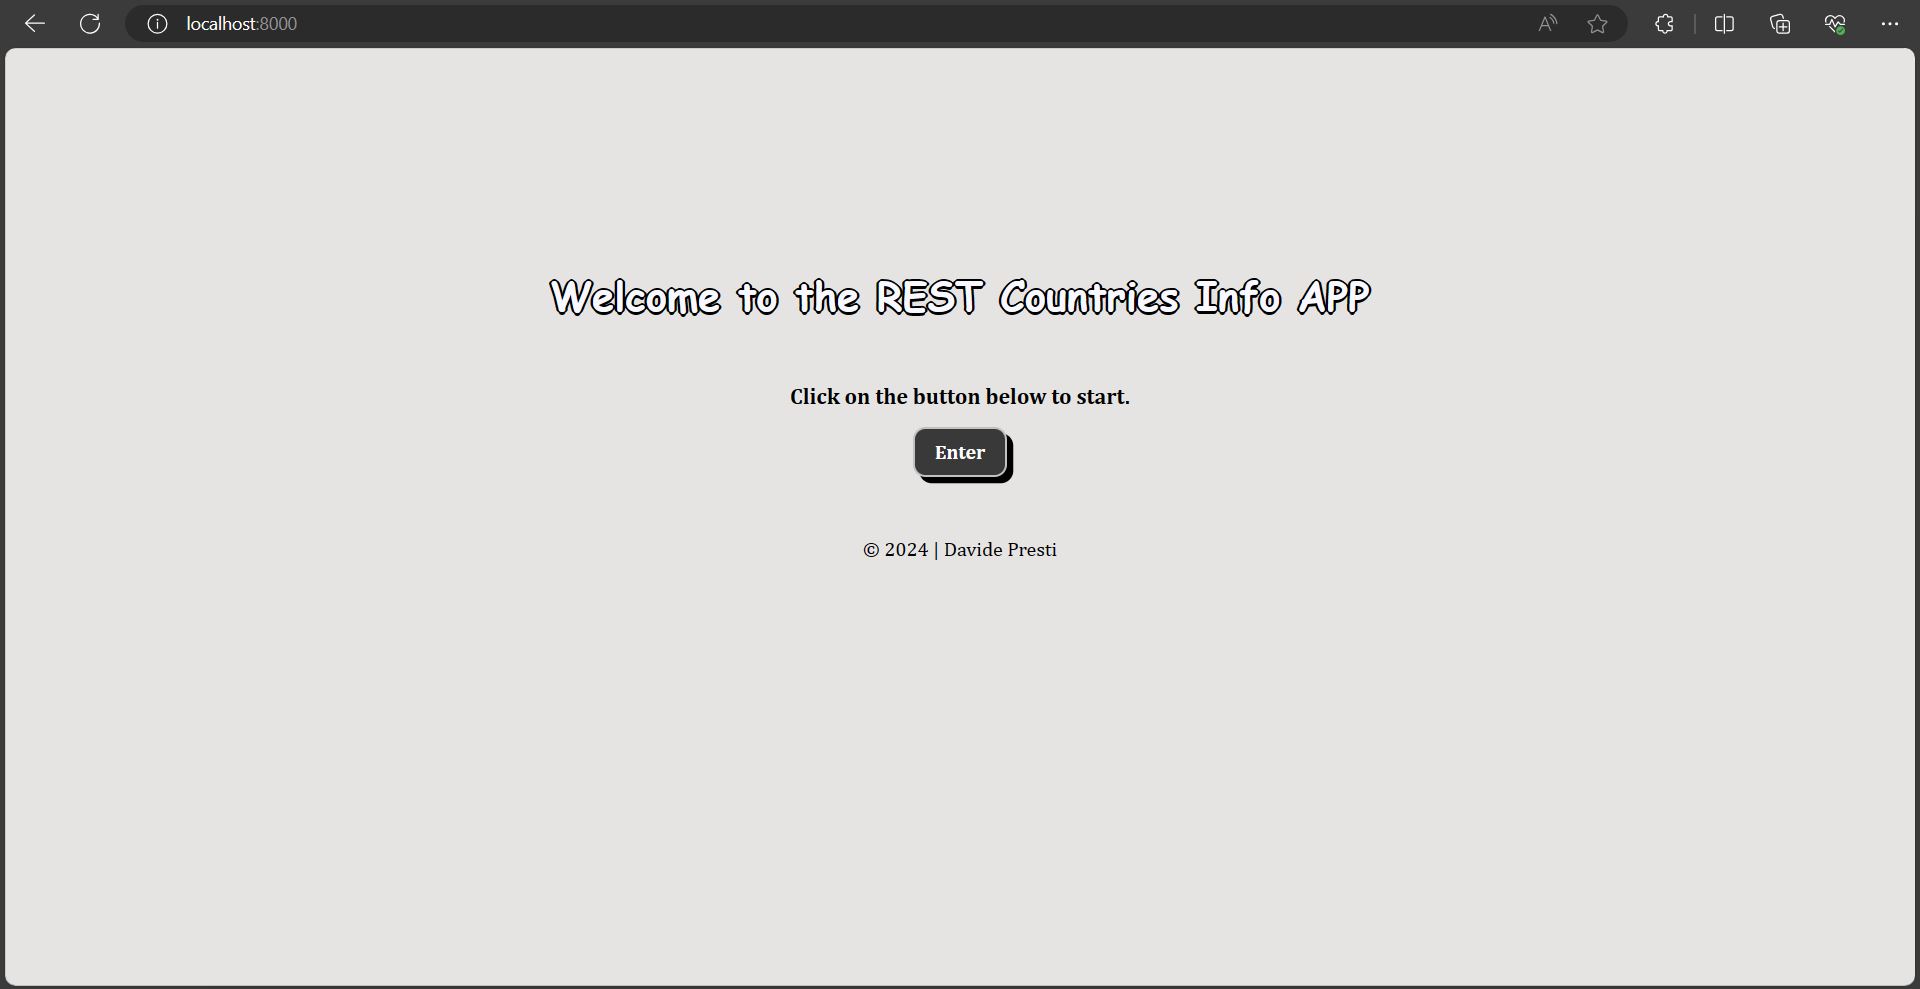 localhost:8000
Welcome to the REST Countries Info APP
Click on the button below to start.
Enter
© 2024 | Davide Presti